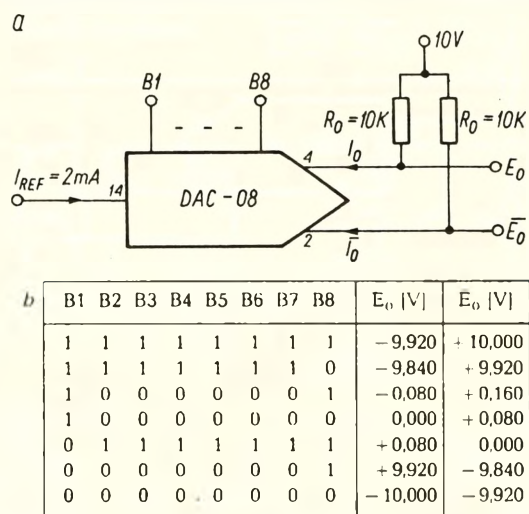 a
10V
B1 B8
R₀=10K R₀=10K
4 I₀
E₀
I_REF=2mA 14
DAC-08
2 I̅₀
E̅₀
b B1 B2 B3 B4 B5 B6 B7 B8 E₀ |V| E₀ |V|
1 1 1 1 1 1 1 1 −9,920 +10,000
1 1 1 1 1 1 1 0 −9,840 +9,920
1 0 0 0 0 0 0 1 −0,080 +0,160
1 0 0 0 0 0 0 0 0,000 +0,080
0 1 1 1 1 1 1 1 +0,080 0,000
0 0 0 0 0 0 0 1 +9,920 −9,840
0 0 0 0 0 0 0 0 −10,000 −9,920